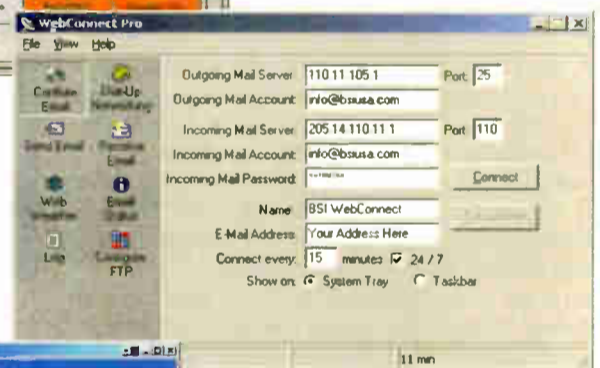 WebConnect Pro
File View Help
Configure Email
Dial-Up Networking
Send Email
Receive Email
Web
Email Status
Log
Configure FTP
Outgoing Mail Server: 110.11.105.1 Port: 25
Outgoing Mail Account: info@bsiusa.com
Incoming Mail Server: 205.14.110.11.1 Port 110
Incoming Mail Account: info@bsiusa.com
Incoming Mail Password: **********
Connect
Name: BSI WebConnect
E-Mail Address: Your Address Here
Connect every: 15 minutes 24 / 7
Show on: System Tray Taskbar
11 min